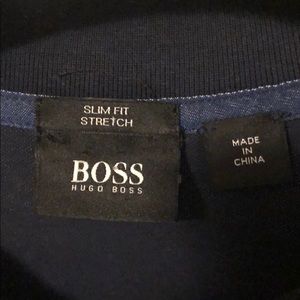 SLIM FIT
STRETCH
BOSS
HUGO BOSS
MADE
IN
CHINA